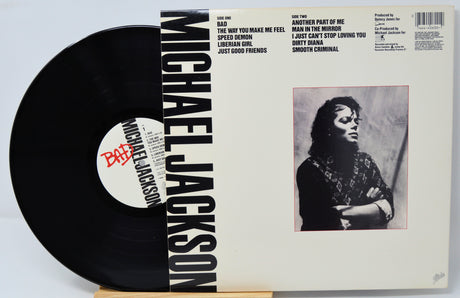 MICHAEL JACKSON
SIDE ONE
BAD
THE WAY YOU MAKE ME FEEL
SPEED DEMON
LIBERIAN GIRL
JUST GOOD FRIENDS
SIDE TWO
ANOTHER PART OF ME
MAN IN THE MIRROR
I JUST CAN'T STOP LOVING YOU
DIRTY DIANA
SMOOTH CRIMINAL
Produced by
Quincy Jones for
Co-Produced by
Michael Jackson for
BAD
MICHAEL JACKSON